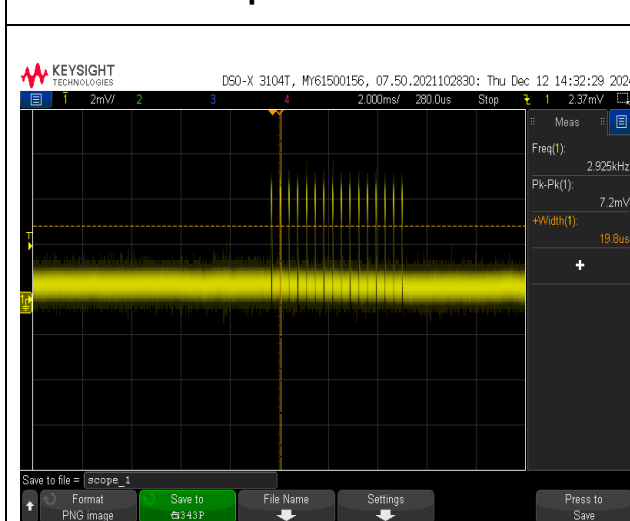 KEYSIGHT
TECHNOLOGIES
DSO-X 3104T, MY61500156, 07.50.2021102830: Thu Dec 12 14:32:29 2024
1 2mV/ 2 3 4 2.000ms/ 280.0us Stop 1 2.37mV
Meas
Freq(1):
2.925kHz
Pk-Pk(1):
7.2mV
+Width(1):
19.8us
+
T
1
Save to file = scope_1
Format
PNG image
Save to
343P
File Name
Settings
Press to
Save